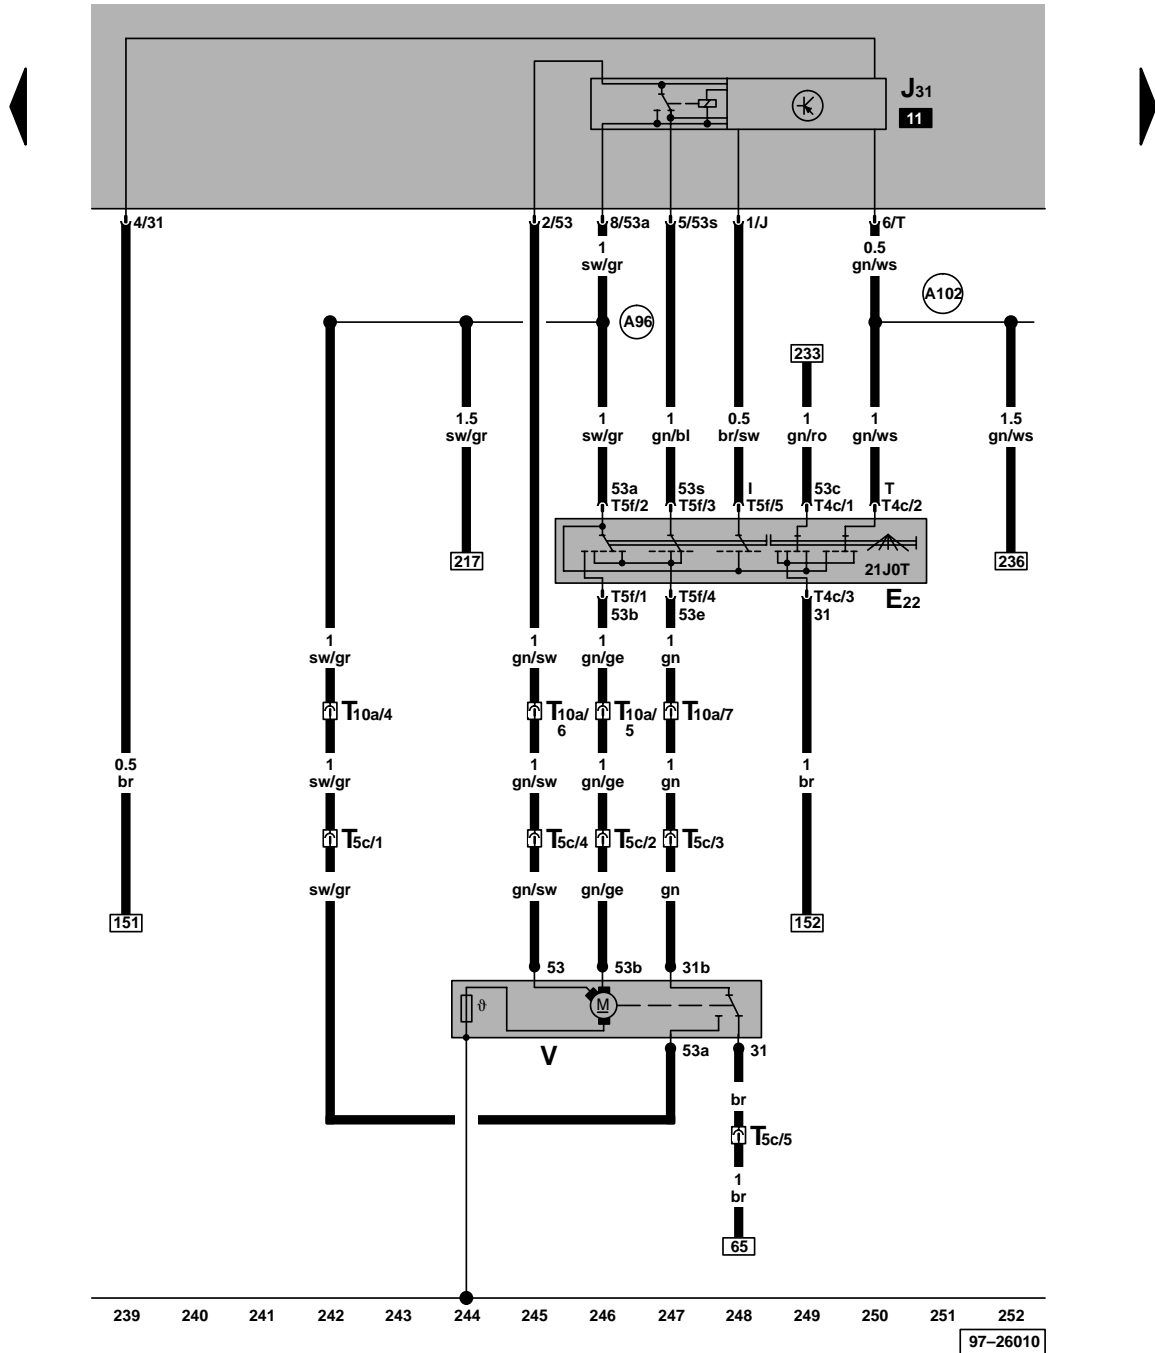 J31
11
4/31
2/53
8/53a
5/53s
1/J
6/T
1
sw/gr
0.5
gn/ws
A102
A96
233
1.5
sw/gr
1
sw/gr
1
gn/bl
0.5
br/sw
1
gn/ro
1
gn/ws
1.5
gn/ws
53a
T5f/2
53s
T5f/3
I
T5f/5
53c
T4c/1
T
T4c/2
217
236
21J0T
E22
T5f/1
53b
T5f/4
53e
T4c/3
31
1
sw/gr
1
gn/sw
1
gn/ge
1
gn
T10a/4
T10a/
6
T10a/
5
T10a/7
0.5
br
1
sw/gr
1
gn/sw
1
gn/ge
1
gn
1
br
T5c/1
T5c/4
T5c/2
T5c/3
sw/gr
gn/sw
gn/ge
gn
151
152
53
53b
31b
ϑ
M
V
53a
31
br
T5c/5
1
br
65
239 240 241 242 243 244 245 246 247 248 249 250 251 252
97–26010